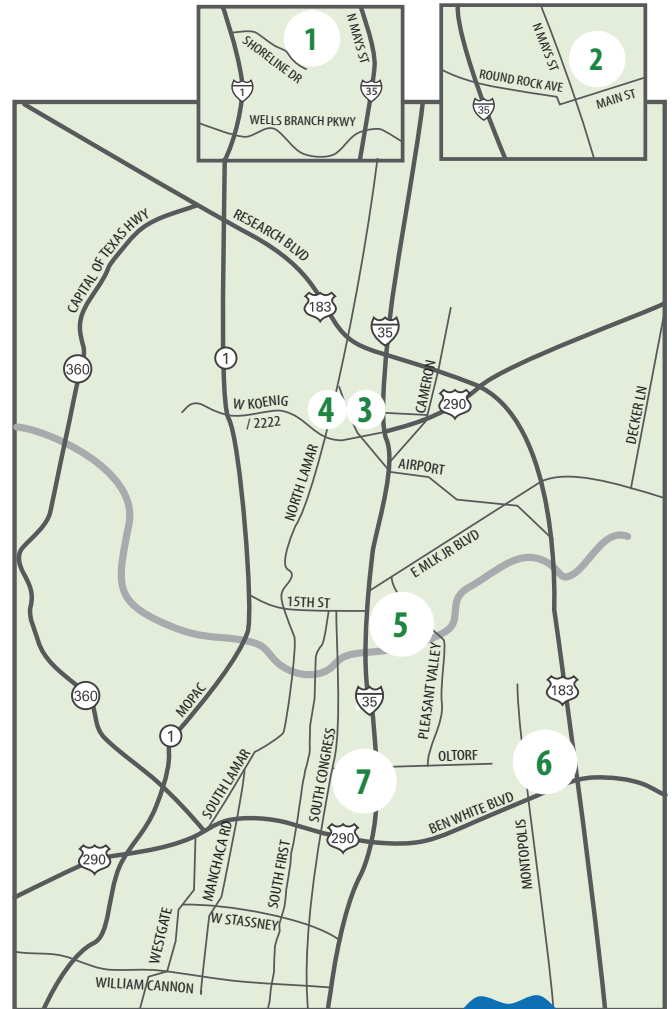 1
SHORELINE DR
N MAYS ST
1
35
WELLS BRANCH PKWY
N MAYS ST
2
ROUND ROCK AVE
MAIN ST
35
CAPITAL OF TEXAS HWY
RESEARCH BLVD
183
35
1
360
CAMERON
290
DECKER LN
W KOENIG
/ 2222
4
3
NORTH LAMAR
AIRPORT
E MLK JR BLVD
15TH ST
5
PLEASANT VALLEY
360
MOPAC
35
183
1
SOUTH CONGRESS
OLTORF
6
7
SOUTH LAMAR
BEN WHITE BLVD
290
290
MANCHACA RD
SOUTH FIRST
MONTOPOLIS
WESTGATE
W STASSNEY
WILLIAM CANNON